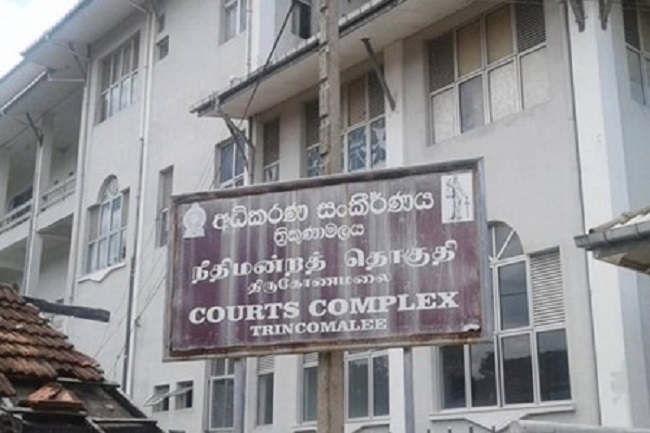 අධිකරණ සංකීර්ණය
ත්‍රිකුණාමලය
நீதிமன்றத் தொகுதி
திருகோணமலை
COURTS COMPLEX
TRINCOMALEE